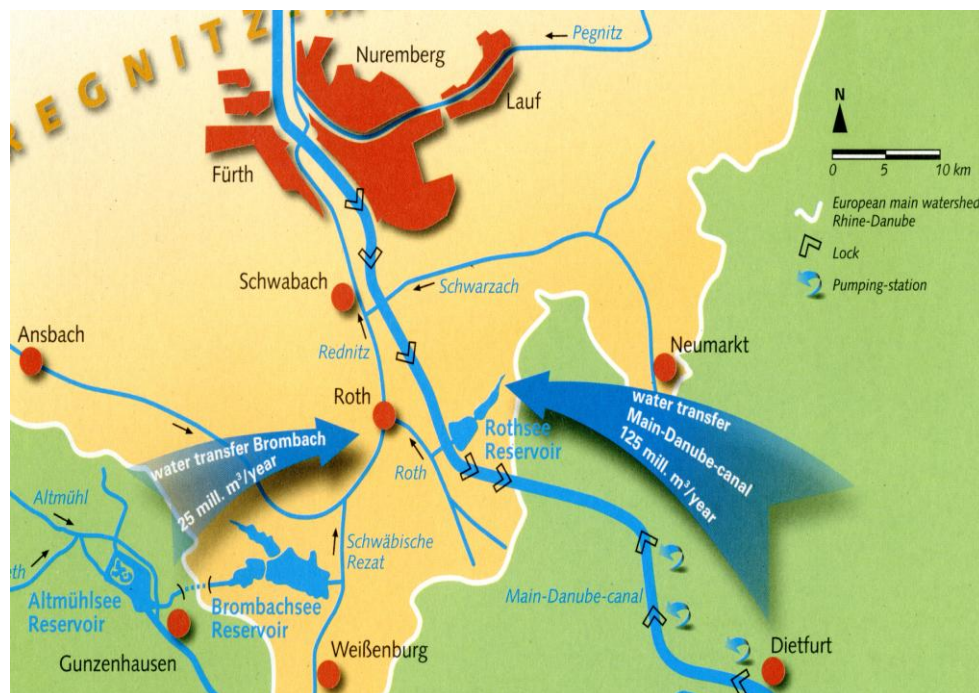 REGNITZ
Pegnitz
Nuremberg
Lauf
Fürth
N
0 5 10 km
European main watershed
Rhine-Danube
Lock
Pumping-station
Schwabach
Schwarzach
Ansbach
Rednitz
Neumarkt
Roth
water transfer
Main-Danube-canal
125 mill. m³/year
Rothsee
Reservoir
water transfer Brombach
25 mill. m³/year
Roth
Altmühl
Schwäbische
Rezat
Main-Danube-canal
Altmühlsee
Reservoir
Brombachsee
Reservoir
Gunzenhausen
Weißenburg
Dietfurt